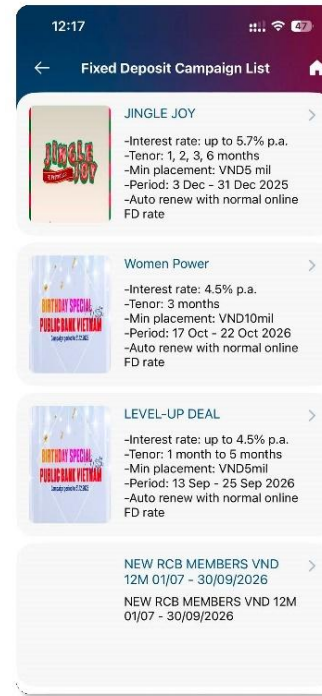 12:17
47
Fixed Deposit Campaign List
JINGLE JOY
-Interest rate: up to 5.7% p.a.
-Tenor: 1, 2, 3, 6 months
-Min placement: VND5 mil
-Period: 3 Dec - 31 Dec 2025
-Auto renew with normal online
FD rate
JINGLE
JOY
Women Power
-Interest rate: 4.5% p.a.
-Tenor: 3 months
-Min placement: VND10mil
-Period: 17 Oct - 22 Oct 2026
-Auto renew with normal online
FD rate
BIRTHDAY SPECIAL
PUBLIC BANK VIETNAM
LEVEL-UP DEAL
-Interest rate: up to 4.5% p.a.
-Tenor: 1 month to 5 months
-Min placement: VND5mil
-Period: 13 Sep - 25 Sep 2026
-Auto renew with normal online
FD rate
BIRTHDAY SPECIAL
PUBLIC BANK VIETNAM
NEW RCB MEMBERS VND
12M 01/07 - 30/09/2026
NEW RCB MEMBERS VND 12M
01/07 - 30/09/2026